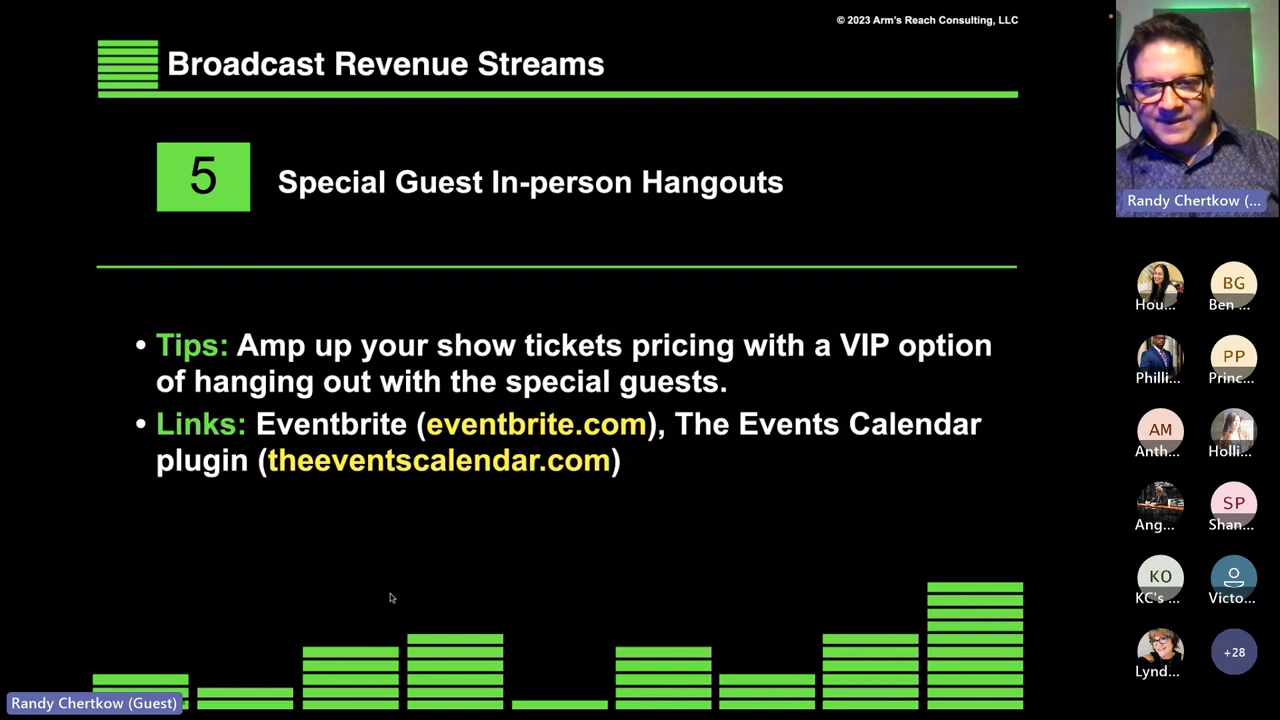 © 2023 Arm's Reach Consulting, LLC
Broadcast Revenue Streams
5
Special Guest In-person Hangouts
• Tips: Amp up your show tickets pricing with a VIP option
of hanging out with the special guests.
• Links: Eventbrite (eventbrite.com), The Events Calendar
plugin (theeventscalendar.com)
Randy Chertkow (Guest)
Randy Chertkow (...
Hou...
BG
Ben ...
Philli...
PP
Princ...
AM
Anth...
Holli...
Ang...
SP
Shan...
KO
KC's ...
Victo...
Lynd...
+28